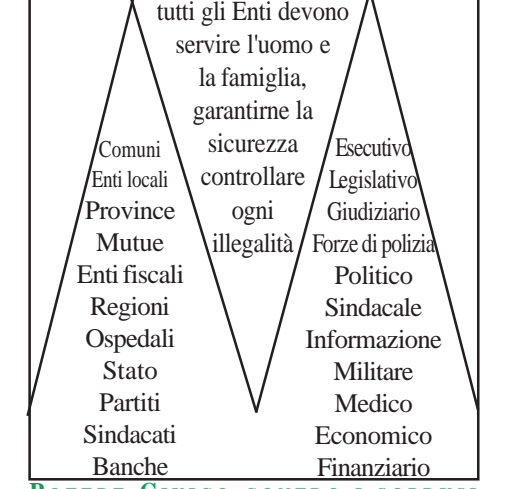 tutti gli Enti devono
servire l'uomo e
la famiglia,
garantirne la
sicurezza
controllare
ogni
illegalità
Comuni
Enti locali
Province
Mutue
Enti fiscali
Regioni
Ospedali
Stato
Partiti
Sindacati
Banche
Esecutivo
Legislativo
Giudiziario
Forze di polizia
Politico
Sindacale
Informazione
Militare
Medico
Economico
Finanziario